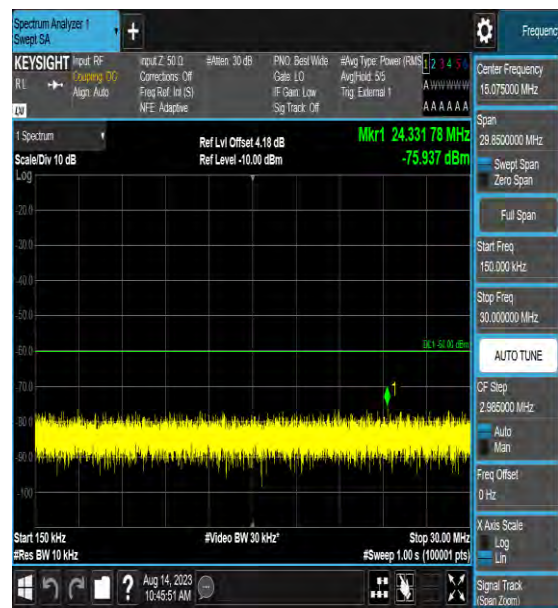 Spectrum Analyzer 1
Swept SA
+
Frequency
KEYSIGHT
RL
LXI
Input: RF
Coupling: DC
Align: Auto
Input Z: 50 Ω
Corrections: Off
Freq Ref: Int (S)
NFE: Adaptive
#Atten: 30 dB
PNO: Best Wide
Gate: LO
IF Gain: Low
Sig Track: Off
#Avg Type: Power (RMS)
Avg|Hold: 5/5
Trig: External 1
1 2 3 4 5 6
A W W W W W
A A A A A A
1 Spectrum
Scale/Div 10 dB
Log
Ref Lvl Offset 4.18 dB
Ref Level -10.00 dBm
Mkr1 24.331 78 MHz
-75.937 dBm
-20.0
-30.0
-40.0
-50.0
-60.0
-70.0
-80.0
-90.0
-100
DL1 -60.00 dBm
1
Start 150 kHz
#Res BW 10 kHz
#Video BW 30 kHz*
Stop 30.00 MHz
#Sweep 1.00 s (100001 pts)
?
Aug 14, 2023
10:45:51 AM
Center Frequency
15.075000 MHz
Span
29.8500000 MHz
Swept Span
Zero Span
Full Span
Start Freq
150.000 kHz
Stop Freq
30.000000 MHz
AUTO TUNE
CF Step
2.985000 MHz
Auto
Man
Freq Offset
0 Hz
X Axis Scale
Log
Lin
Signal Track
(Span Zoom)